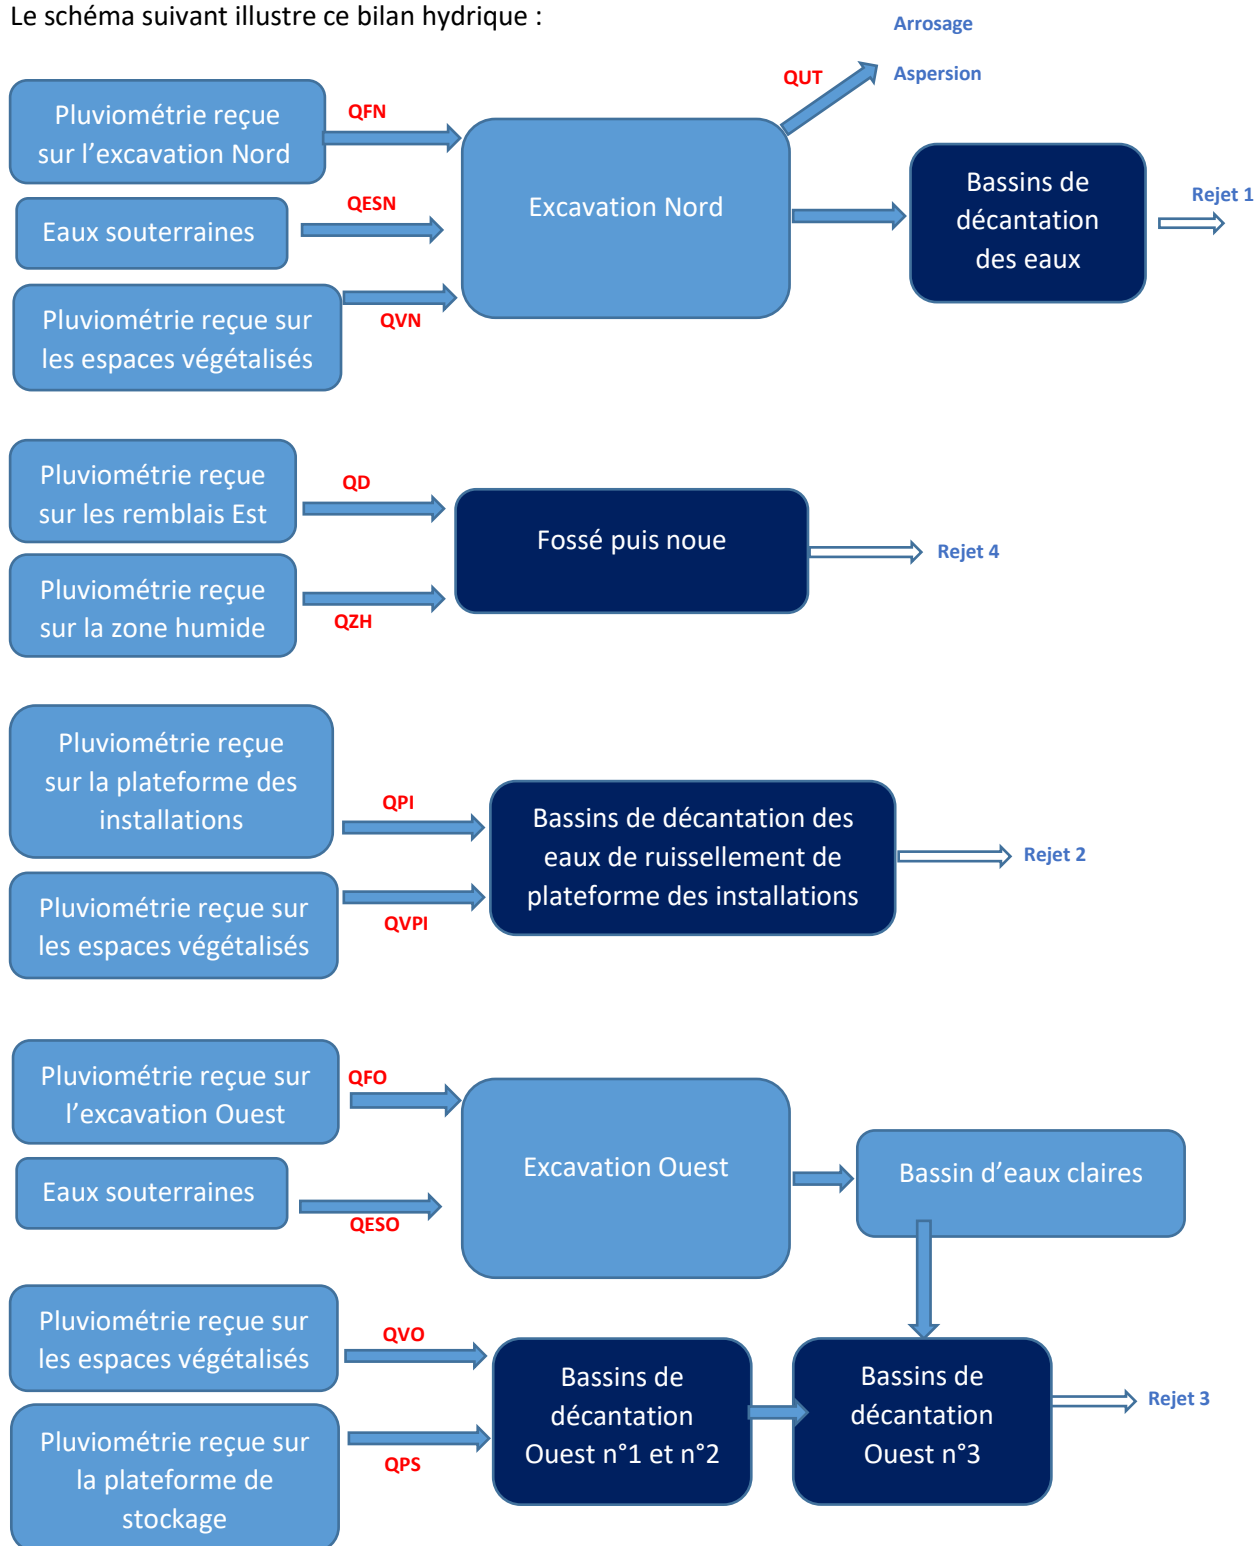 Le schéma suivant illustre ce bilan hydrique :
Arrosage
Aspersion
QUT
Pluviométrie reçue
sur l’excavation Nord
QFN
Excavation Nord
Bassins de
décantation
des eaux
Rejet 1
Eaux souterraines
QESN
Pluviométrie reçue sur
les espaces végétalisés
QVN
Pluviométrie reçue
sur les remblais Est
QD
Fossé puis noue
Rejet 4
Pluviométrie reçue
sur la zone humide
QZH
Pluviométrie reçue
sur la plateforme des
installations
QPI
Bassins de décantation des
eaux de ruissellement de
plateforme des installations
Rejet 2
Pluviométrie reçue sur
les espaces végétalisés
QVPI
Pluviométrie reçue sur
l’excavation Ouest
QFO
Excavation Ouest
Bassin d’eaux claires
Eaux souterraines
QESO
Pluviométrie reçue sur
les espaces végétalisés
QVO
Bassins de
décantation
Ouest n°1 et n°2
Bassins de
décantation
Ouest n°3
Rejet 3
Pluviométrie reçue sur
la plateforme de
stockage
QPS